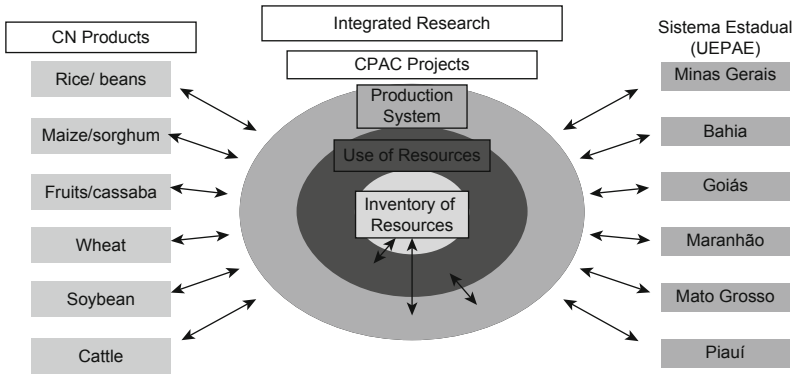 Integrated Research
CN Products
Rice/ beans
Maize/sorghum
Fruits/cassaba
Wheat
Soybean
Cattle
CPAC Projects
Production
System
Use of Resources
Inventory of
Resources
Sistema Estadual
(UEPAE)
Minas Gerais
Bahia
Goiás
Maranhão
Mato Grosso
Piauí